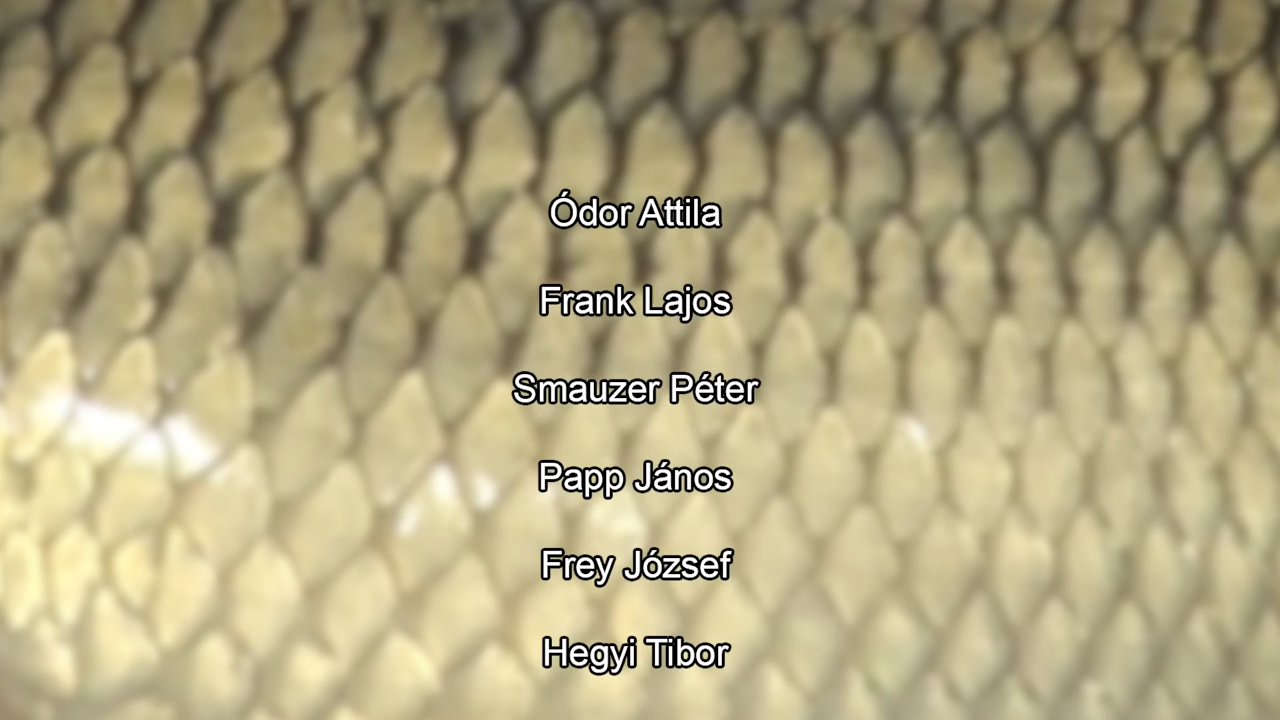 Ódor Attila
Frank Lajos
Smauzer Péter
Papp János
Frey József
Hegyi Tibor